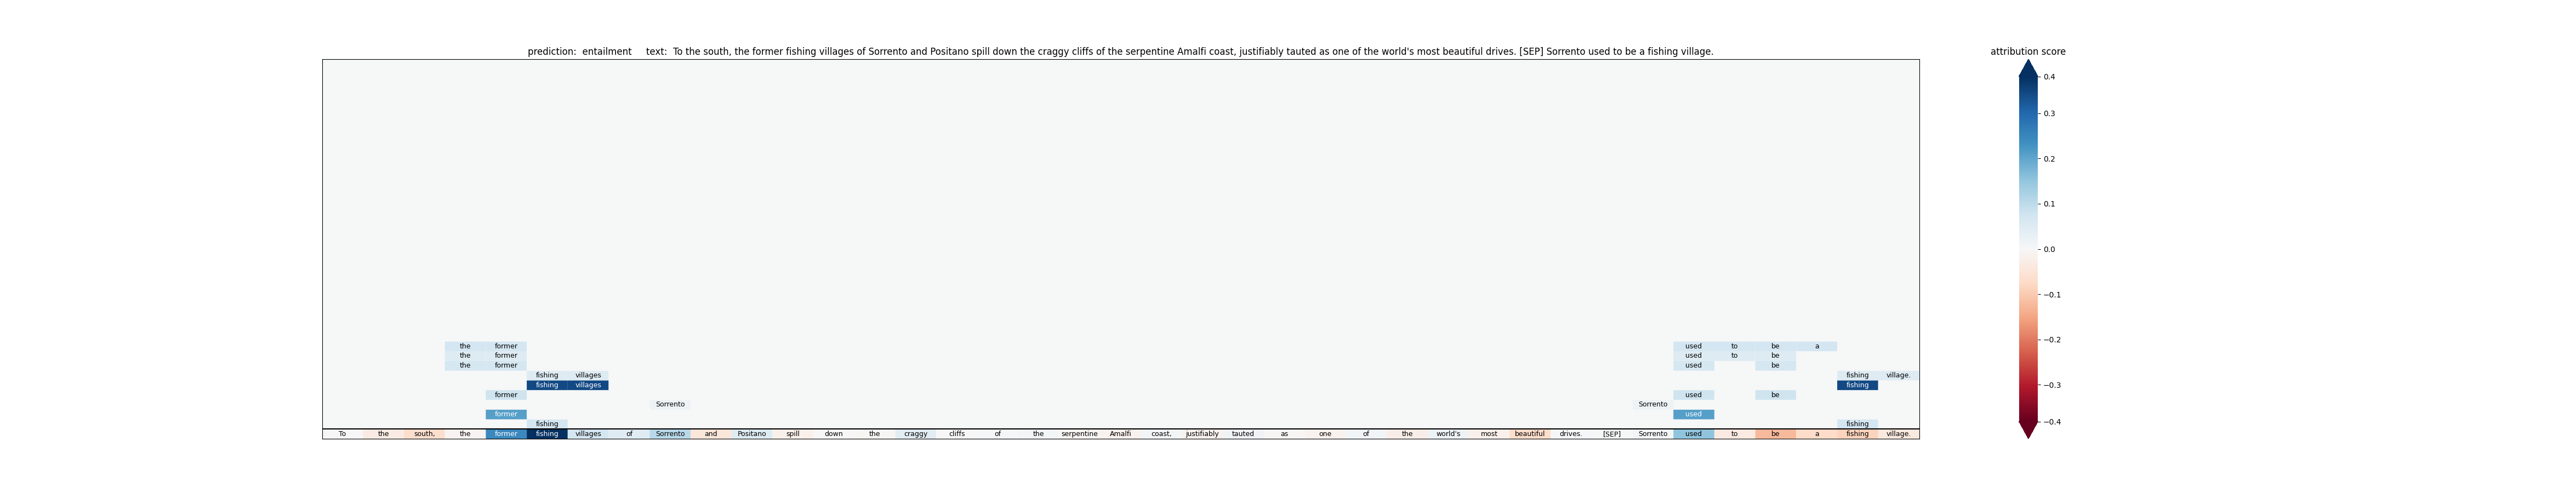 prediction: entailment text: To the south, the former fishing villages of Sorrento and Positano spill down the craggy cliffs of the serpentine Amalfi coast, justifiably tauted as one of the world's most beautiful drives. [SEP] Sorrento used to be a fishing village.
attribution score
0.4
0.3
0.2
0.1
0.0
−0.1
−0.2
−0.3
−0.4
the former used to be a
the former used to be
the former used be
fishing villages fishing village.
fishing villages fishing
former used be
Sorrento Sorrento
former used
fishing fishing
To the south, the former fishing villages of Sorrento and Positano spill down the craggy cliffs of the serpentine Amalfi coast, justifiably tauted as one of the world's most beautiful drives. [SEP] Sorrento used to be a fishing village.